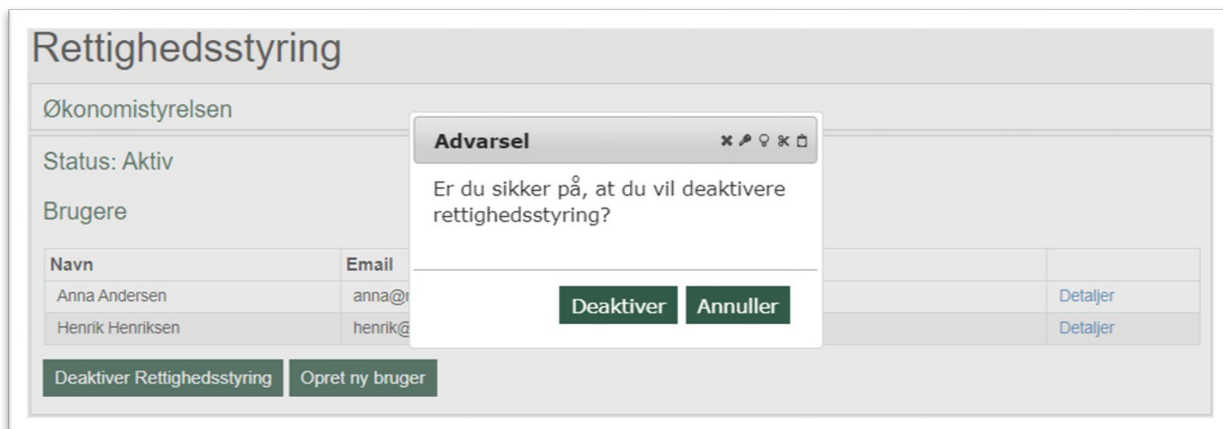 Rettighedsstyring
Økonomistyrelsen
Status: Aktiv
Brugere
Navn Email
Anna Andersen Detaljer
Henrik Henriksen Detaljer
Deaktiver Rettighedsstyring Opret ny bruger
Advarsel
Er du sikker på, at du vil deaktivere
rettighedsstyring?
Deaktiver Annuller